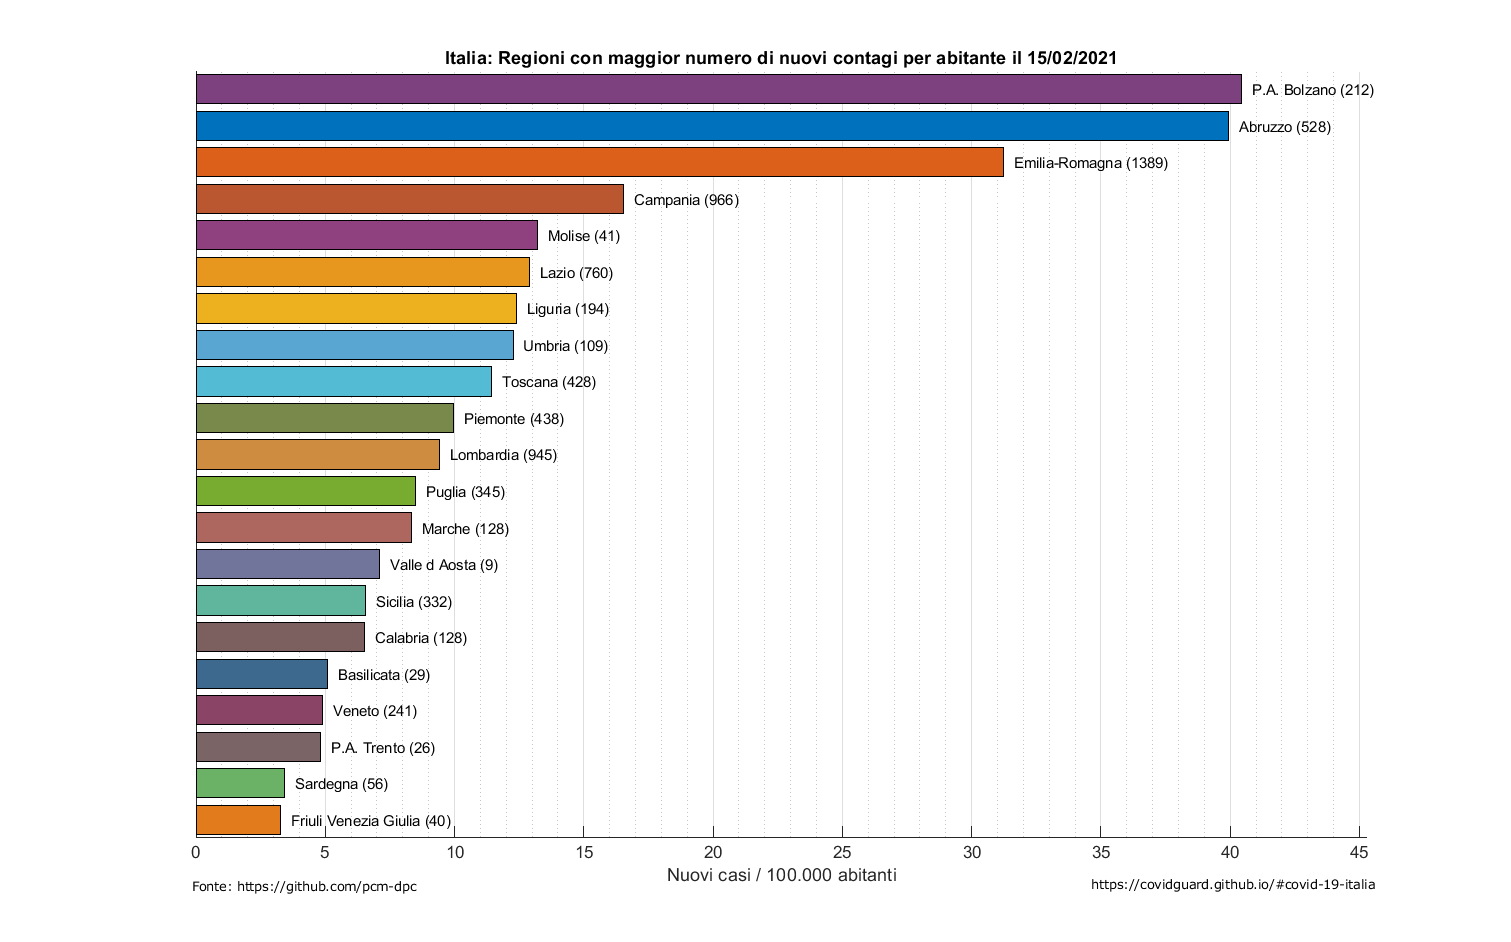 Italia: Regioni con maggior numero di nuovi contagi per abitante il 15/02/2021
P.A. Bolzano (212)
Abruzzo (528)
Emilia-Romagna (1389)
Campania (966)
Molise (41)
Lazio (760)
Liguria (194)
Umbria (109)
Toscana (428)
Piemonte (438)
Lombardia (945)
Puglia (345)
Marche (128)
Valle d Aosta (9)
Sicilia (332)
Calabria (128)
Basilicata (29)
Veneto (241)
P.A. Trento (26)
Sardegna (56)
Friuli Venezia Giulia (40)
0 5 10 15 20 25 30 35 40 45
Nuovi casi / 100.000 abitanti
Fonte: https://github.com/pcm-dpc
https://covidguard.github.io/#covid-19-italia